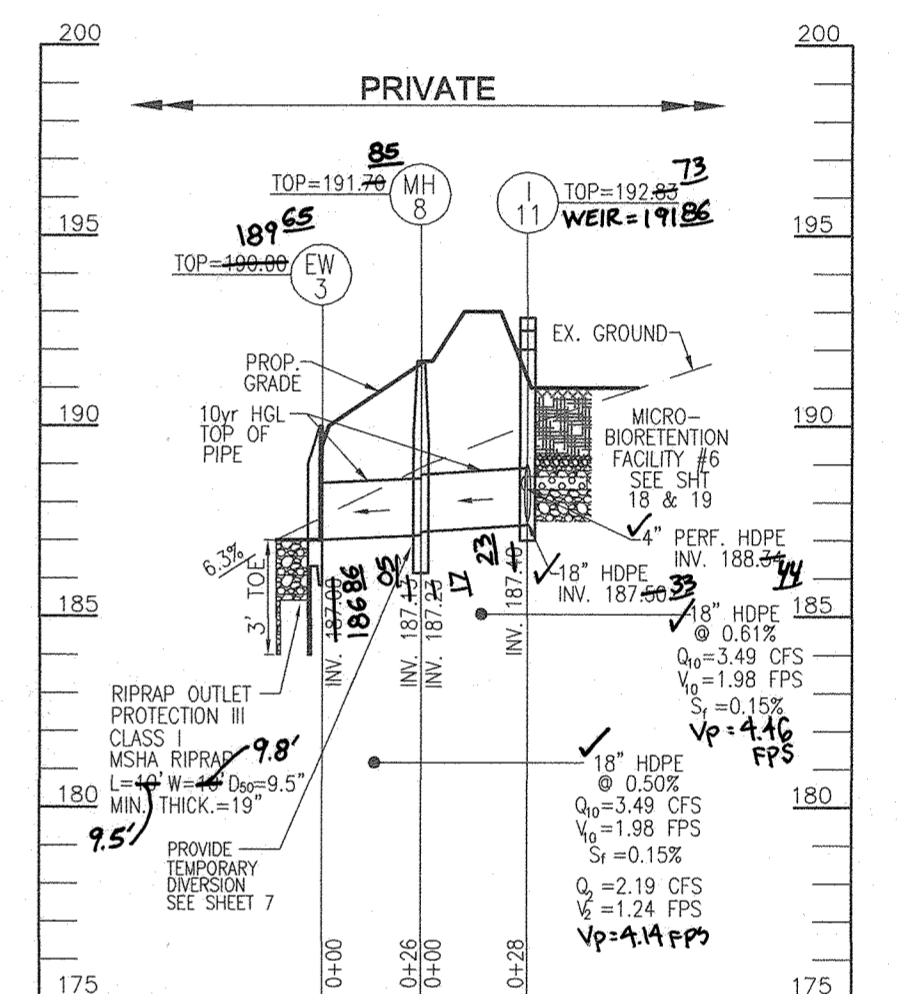 200
200
PRIVATE
85
TOP=191.70
MH
8
73
I
11
TOP=192.83
WEIR=19186
18965
TOP=190.00
EW
3
195
195
EX. GROUND
PROP.
GRADE
10yr HGL
TOP OF
PIPE
190
190
MICRO-
BIORETENTION
FACILITY #6
SEE SHT
18 & 19
4" PERF. HDPE
INV. 188.34
44
18" HDPE
INV. 187.50
33
6.3%
3' TOE
INV. 187.00
18686
INV. 187.13
05
INV. 187.23
17
INV. 187.40
23
185
185
18" HDPE
@ 0.61%
Q10=3.49 CFS
V10=1.98 FPS
Sf=0.15%
Vp=4.46
FPS
RIPRAP OUTLET
PROTECTION III
CLASS I
MSHA RIPRAP
9.8'
L=10' W=10' D50=9.5"
MIN. THICK.=19"
9.5'
180
180
18" HDPE
@ 0.50%
Q10=3.49 CFS
V10=1.98 FPS
Sf=0.15%
Q2=2.19 CFS
V2=1.24 FPS
Vp=4.14 FPS
PROVIDE
TEMPORARY
DIVERSION
SEE SHEET 7
0+00
0+26
0+00
0+28
175
175